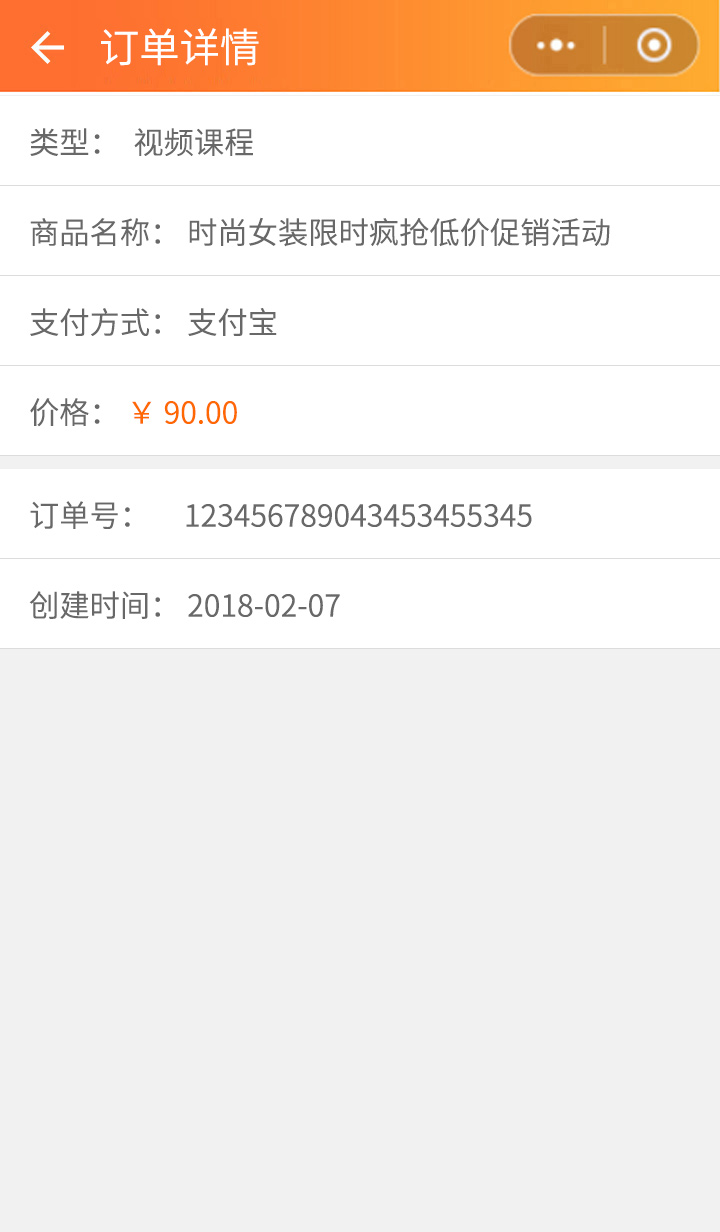 订单详情
类型： 视频课程
商品名称： 时尚女装限时疯抢低价促销活动
支付方式： 支付宝
价格： ￥ 90.00
订单号： 123456789043453455345
创建时间： 2018-02-07